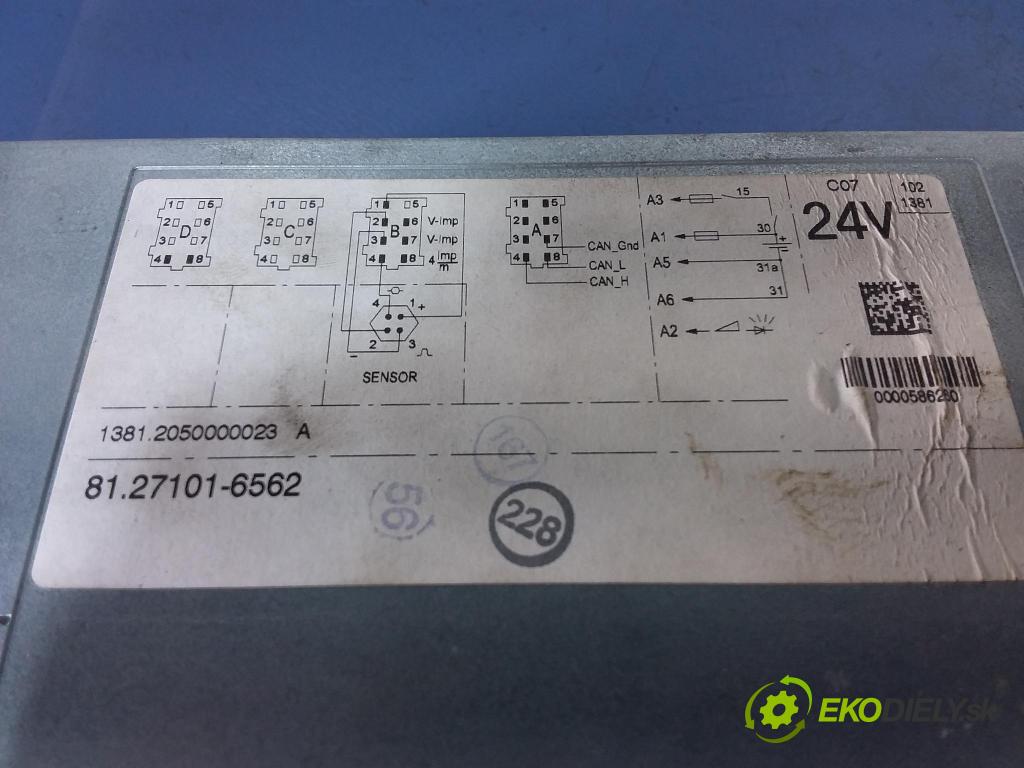 1 5
2 6
3 7
4 8
D
1 5
2 6
3 7
4 8
C
1 5
2 6
3 7
4 8
B
V-Imp
V-Imp
4 Imp/m
1 5
2 6
3 7
4 8
A
CAN_Gnd
CAN_L
CAN_H
A3 15
A1 30
A5 31a
A6 31
A2
C07
24V
102
1381
4 1 +
2 3
–
SENSOR
1381.2050000023 A
81.27101-6562
167
56
228
EKODIELY.sk